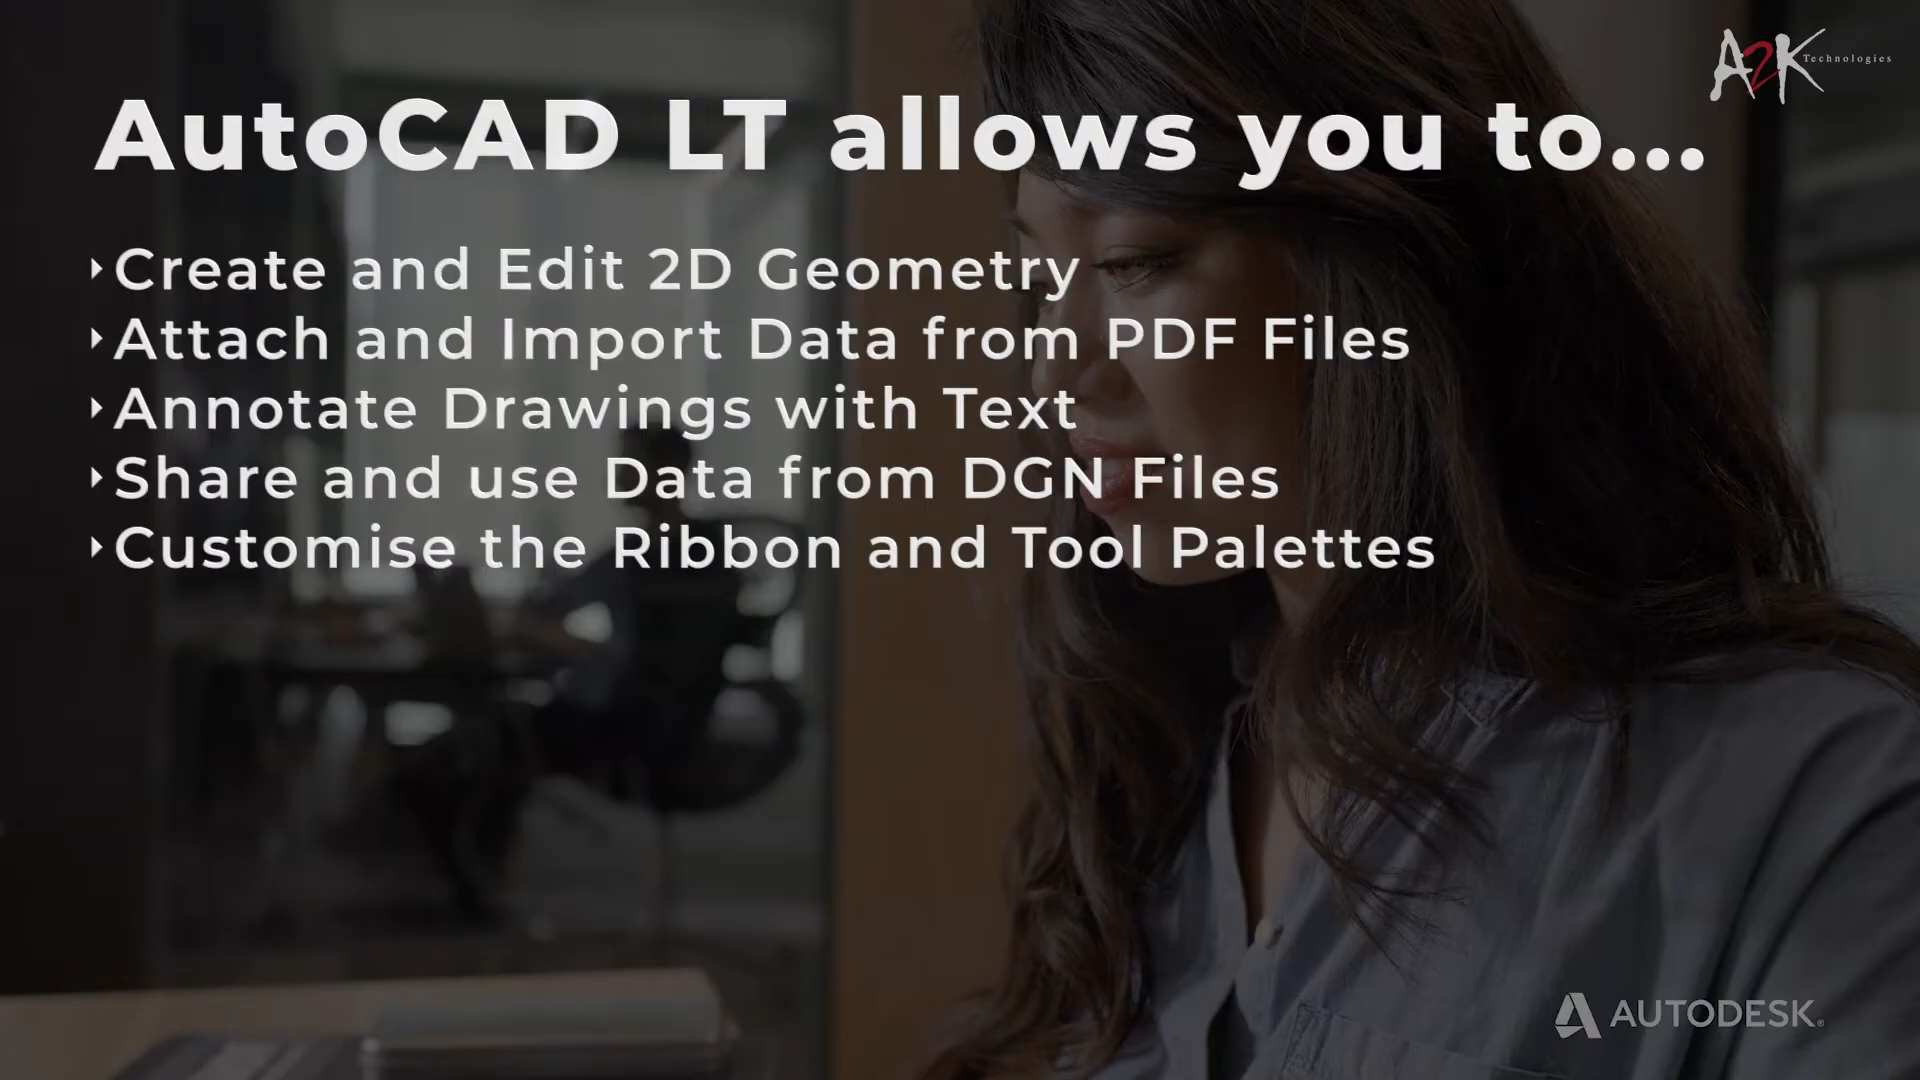 A2K Technologies
AutoCAD LT allows you to...
Create and Edit 2D Geometry
Attach and Import Data from PDF Files
Annotate Drawings with Text
Share and use Data from DGN Files
Customise the Ribbon and Tool Palettes
AUTODESK®